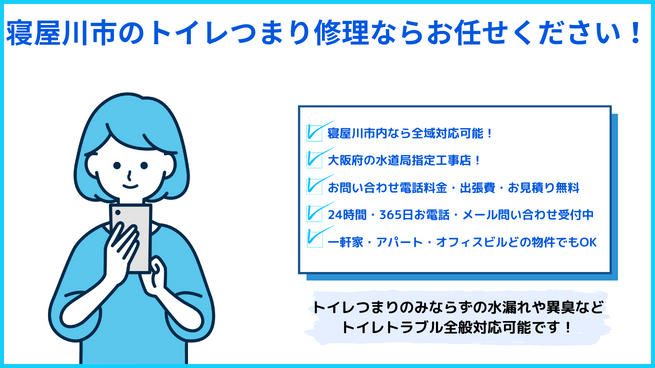 寝屋川市のトイレつまり修理ならお任せください！
寝屋川市内なら全域対応可能！
大阪府の水道局指定工事店！
お問い合わせ電話料金・出張費・お見積り無料
24時間・365日お電話・メール問い合わせ受付中
一軒家・アパート・オフィスビルどの物件でもOK
トイレつまりのみならずの水漏れや異臭など
トイレトラブル全般対応可能です！